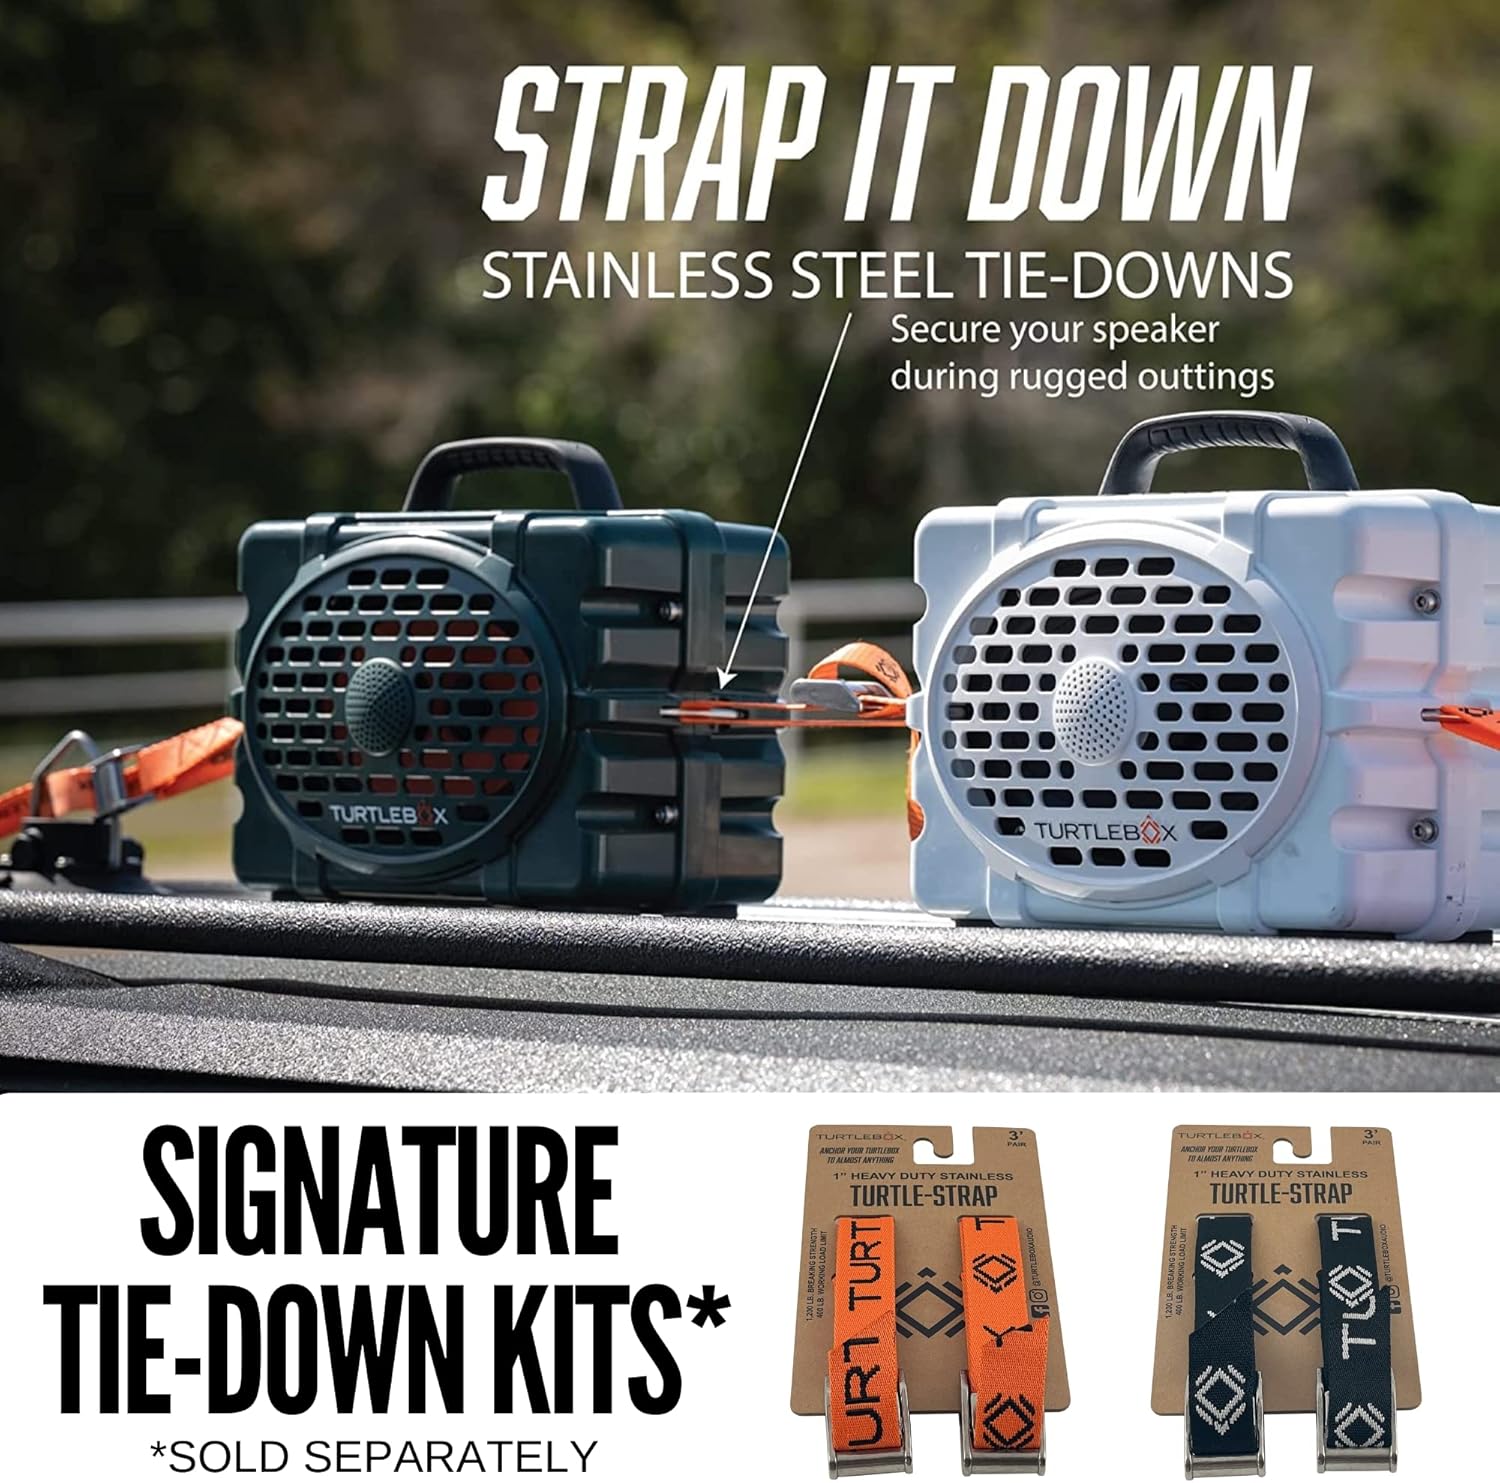 STRAP IT DOWN
STAINLESS STEEL TIE-DOWNS
Secure your speaker
during rugged outtings
TURTLEBOX
TURTLEBOX
SIGNATURE
TIE-DOWN KITS*
*SOLD SEPARATELY
TURTLEBOX
3'
PAIR
ANCHOR YOUR TURTLEBOX
TO ALMOST ANYTHING
1" HEAVY DUTY STAINLESS
TURTLE-STRAP
1,200 LB. BREAKING STRENGTH
400 LB. WORKING LOAD LIMIT
@TURTLEBOXAUDIO
TURT
URT
T
TURTLEBOX
3'
PAIR
ANCHOR YOUR TURTLEBOX
TO ALMOST ANYTHING
1" HEAVY DUTY STAINLESS
TURTLE-STRAP
1,200 LB. BREAKING STRENGTH
400 LB. WORKING LOAD LIMIT
@TURTLEBOXAUDIO